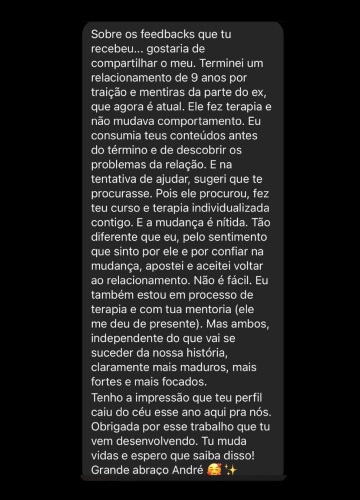 Sobre os feedbacks que tu
recebeu... gostaria de
compartilhar o meu. Terminei um
relacionamento de 9 anos por
traição e mentiras da parte do ex,
que agora é atual. Ele fez terapia e
não mudava comportamento. Eu
consumia teus conteúdos antes
do término e de descobrir os
problemas da relação. E na
tentativa de ajudar, sugeri que te
procurasse. Pois ele procurou, fez
teu curso e terapia individualizada
contigo. E a mudança é nítida. Tão
diferente que eu, pelo sentimento
que sinto por ele e por confiar na
mudança, apostei e aceitei voltar
ao relacionamento. Não é fácil. Eu
também estou em processo de
terapia e com tua mentoria (ele
me deu de presente). Mas ambos,
independente do que vai se
suceder da nossa história,
claramente mais maduros, mais
fortes e mais focados.
Tenho a impressão que teu perfil
caiu do céu esse ano aqui pra nós.
Obrigada por esse trabalho que tu
vem desenvolvendo. Tu muda
vidas e espero que saiba disso!
Grande abraço André 🥰✨